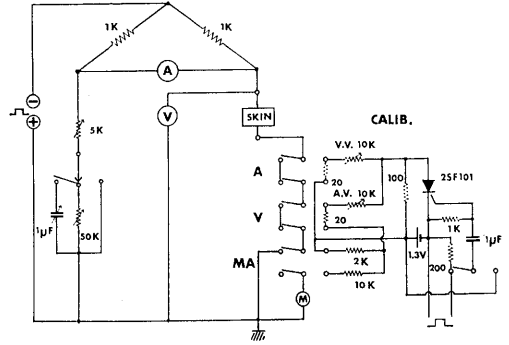 1K
1K
A
5K
V
SKIN
CALIB.
V.V. 10K
A
20
100
2SF101
A.V. 10K
V
20
1K
1μF
1μF
50K
MA
2K
1.3V
200
10K
M